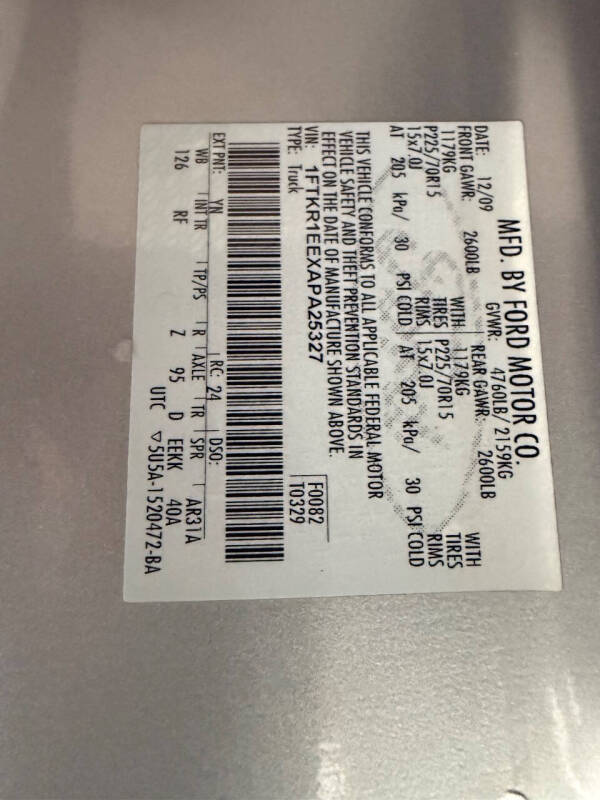 MFD. BY FORD MOTOR CO.
DATE: 12/09 GVWR: 4760LB/ 2159KG
FRONT GAWR: 2600LB REAR GAWR: 2600LB
1179KG WITH 1179KG WITH
P225/70R15 TIRES P225/70R15 TIRES
15x7.0J RIMS 15x7.0J RIMS
AT 205 kPa/ 30 PSI COLD AT 205 kPa/ 30 PSI COLD
THIS VEHICLE CONFORMS TO ALL APPLICABLE FEDERAL MOTOR
VEHICLE SAFETY AND THEFT PREVENTION STANDARDS IN
EFFECT ON THE DATE OF MANUFACTURE SHOWN ABOVE.
VIN: 1FTKR1EEXAPA25327 F0082
TYPE: Truck T0329
EXT PNT: YN RC: 24 DSO:
WB INT TR TP/PS R AXLE TR SPR AR31A
126 RF Z 95 D EEKK 40A
UTC ▽5U5A-1520472-BA